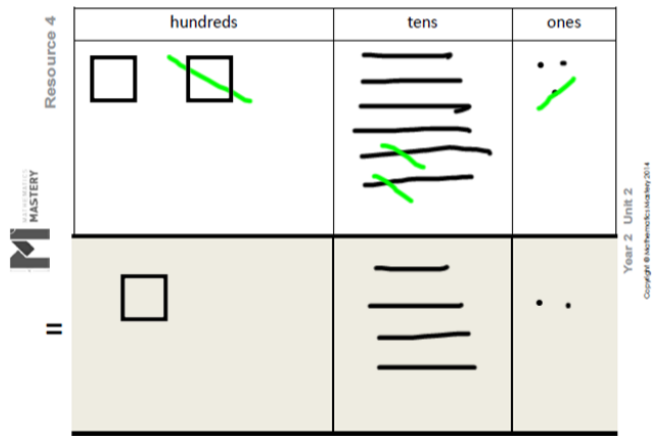 Resource 4
hundreds
tens
ones
MATHEMATICS
MASTERY
=
Year 2 Unit 2
Copyright © Mathematics Mastery 2014